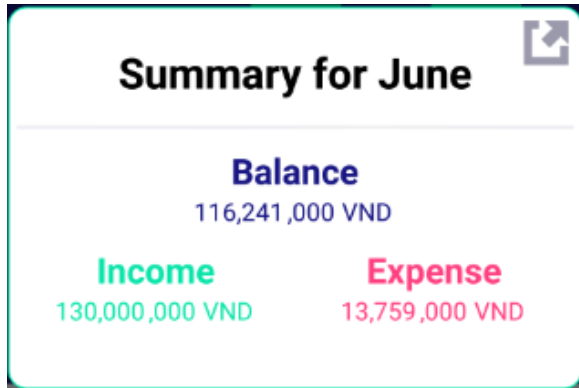 Summary for June
Balance
116,241,000 VND
Income
Expense
130,000,000 VND
13,759,000 VND